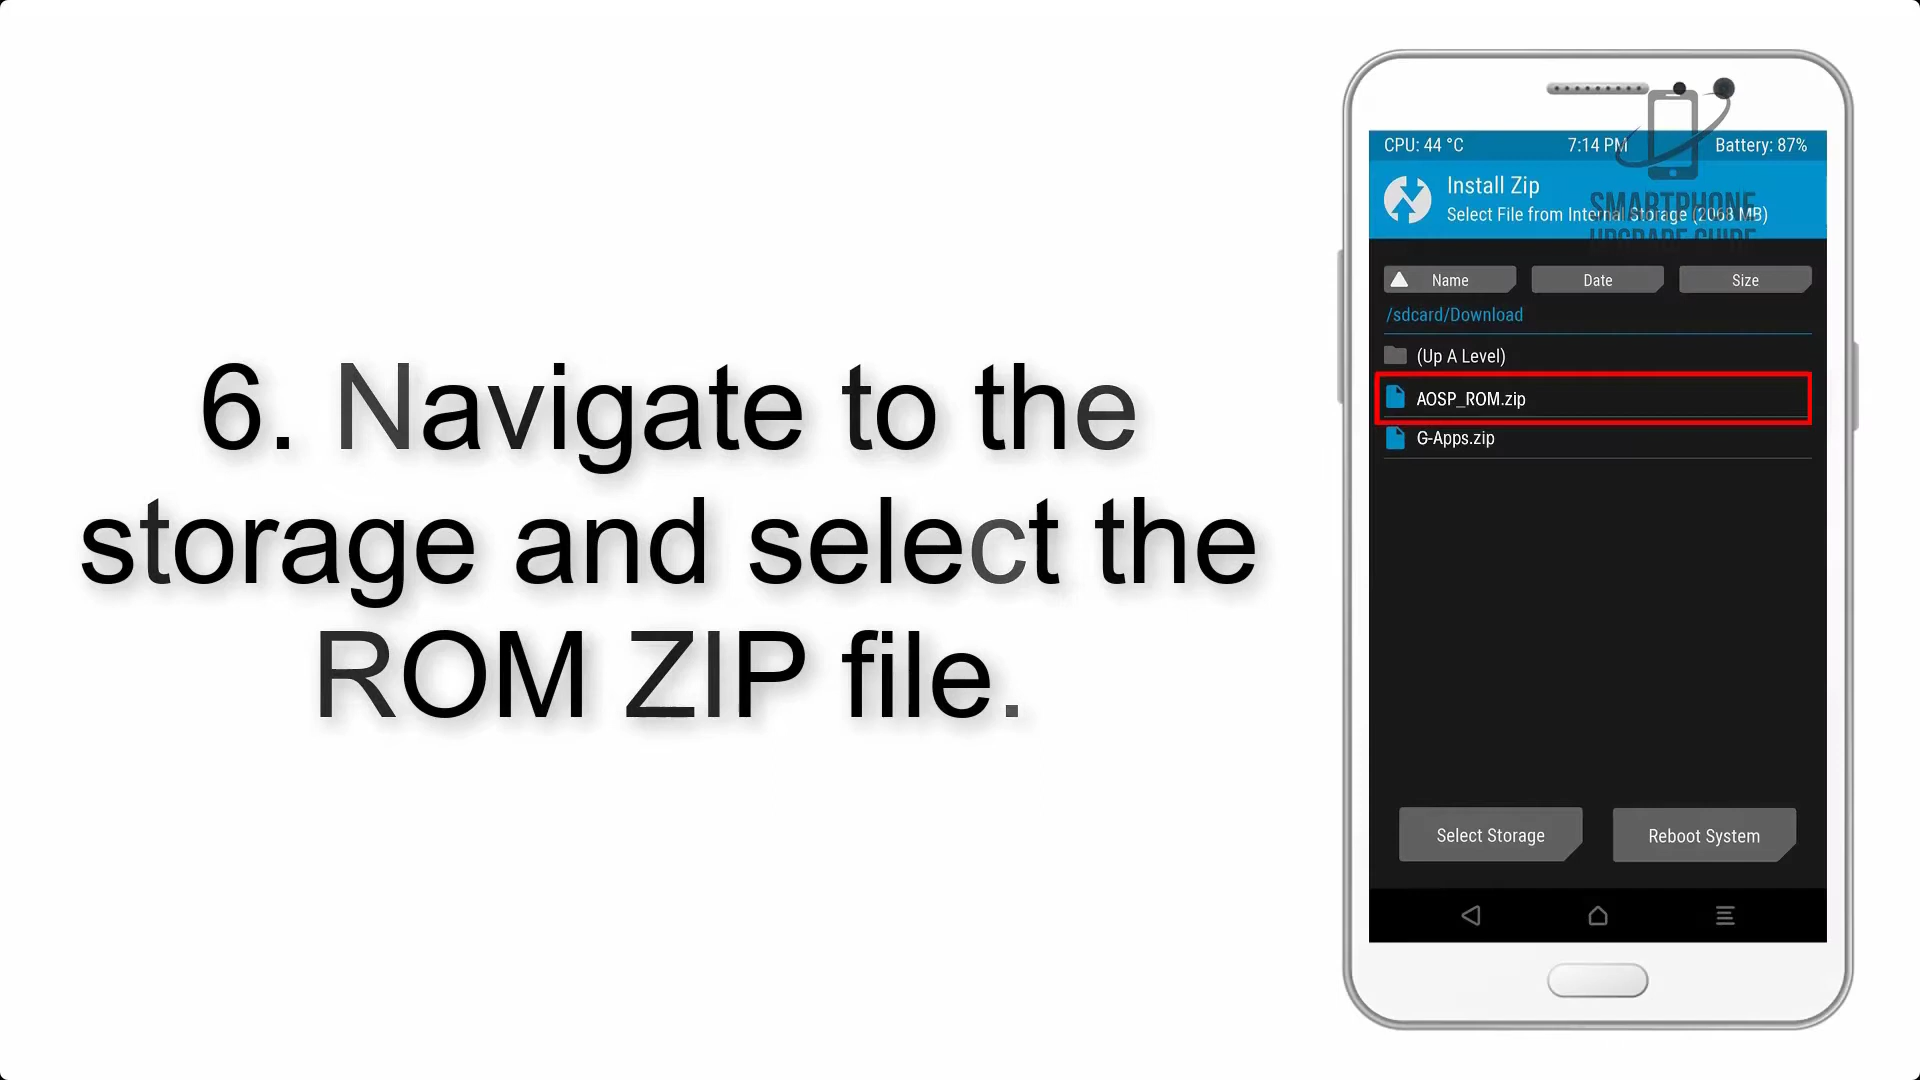 6. Navigate to the
storage and select the
ROM ZIP file.
CPU: 44 °C 7:14 PM Battery: 87%
Install Zip
Select File from Internal Storage (2068 MB)
SMARTPHONE
UPGRADE GUIDE
Name Date Size
/sdcard/Download
(Up A Level)
AOSP_ROM.zip
G-Apps.zip
Select Storage Reboot System